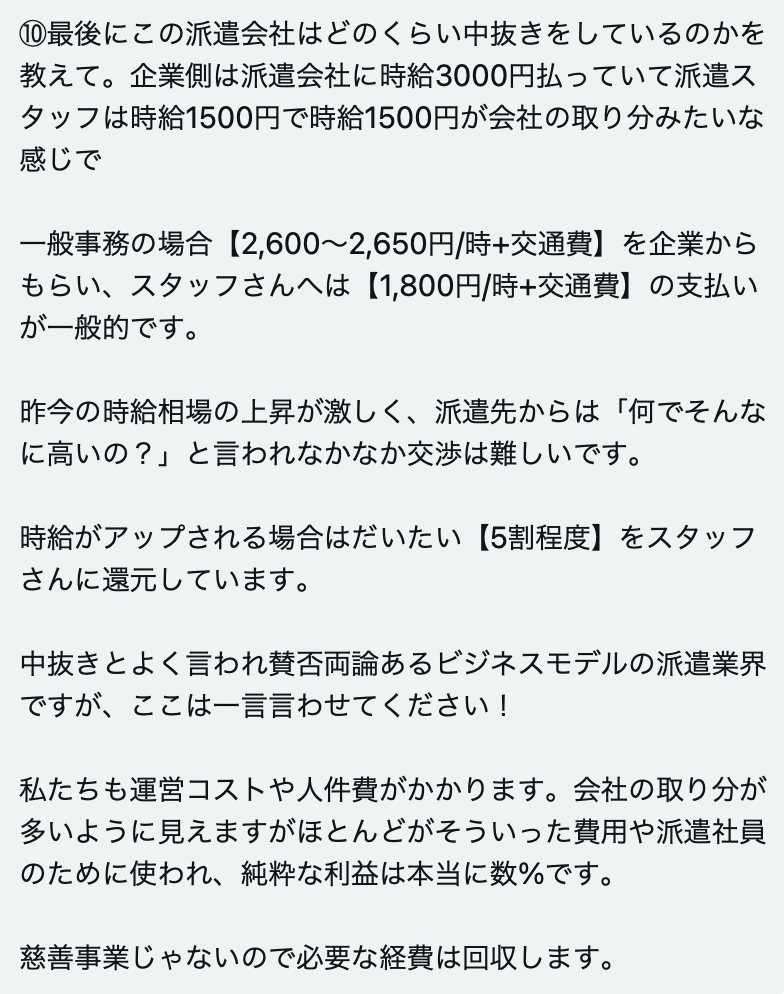 ⑩最後にこの派遣会社はどのくらい中抜きをしているのかを
教えて。企業側は派遣会社に時給3000円払っていて派遣ス
タッフは時給1500円で時給1500円が会社の取り分みたいな
感じで
一般事務の場合【2,600〜2,650円/時+交通費】を企業から
もらい、スタッフさんへは【1,800円/時+交通費】の支払い
が一般的です。
昨今の時給相場の上昇が激しく、派遣先からは「何でそんな
に高いの？」と言われなかなか交渉は難しいです。
時給がアップされる場合はだいたい【5割程度】をスタッフ
さんに還元しています。
中抜きとよく言われ賛否両論あるビジネスモデルの派遣業界
ですが、ここは一言言わせてください！
私たちも運営コストや人件費がかかります。会社の取り分が
多いように見えますがほとんどがそういった費用や派遣社員
のために使われ、純粋な利益は本当に数%です。
慈善事業じゃないので必要な経費は回収します。